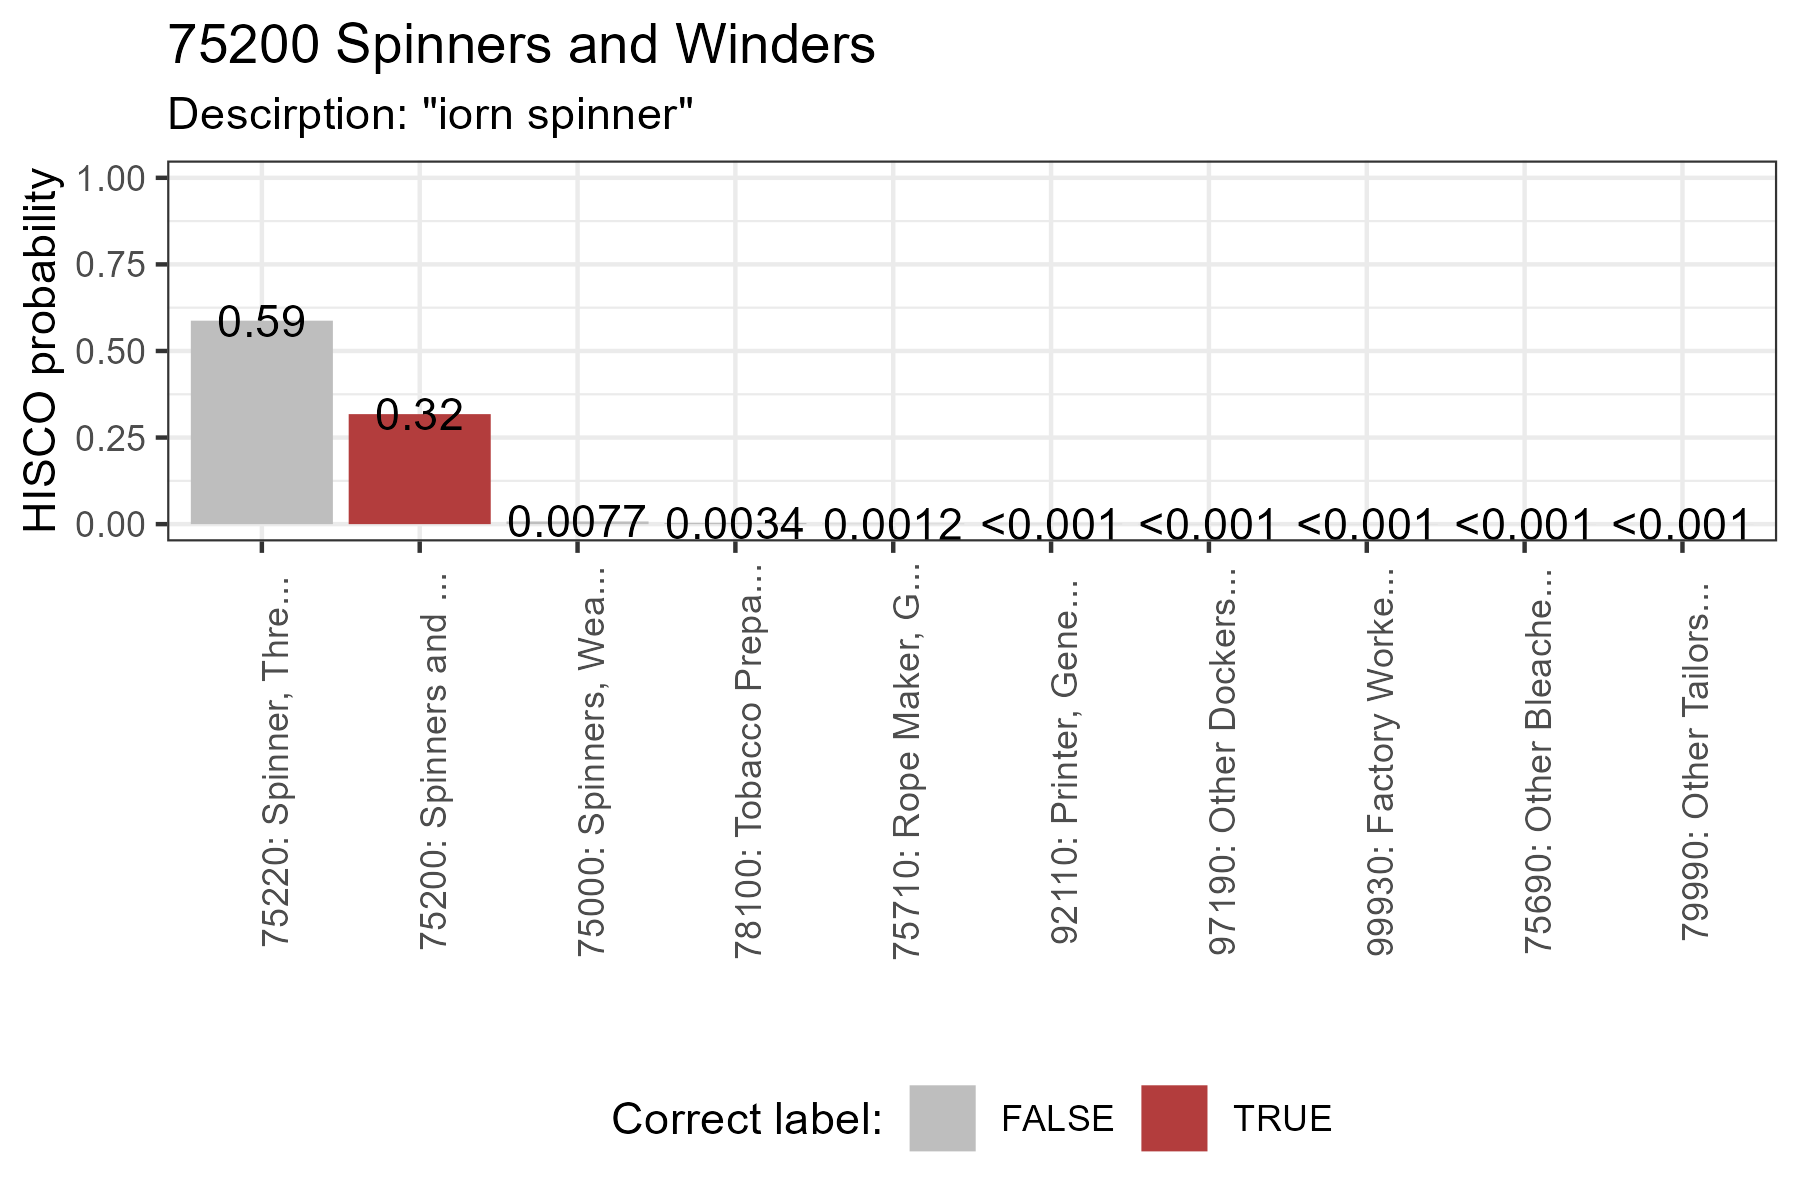 75200 Spinners and Winders
Descirption: "iorn spinner"
HISCO probability
1.00
0.75
0.50
0.25
0.00
0.59
0.32
0.0077
0.0034
0.0012
<0.001
<0.001
<0.001
<0.001
<0.001
75220: Spinner, Thre...
75200: Spinners and ...
75000: Spinners, Wea...
78100: Tobacco Prepa...
75710: Rope Maker, G...
92110: Printer, Gene...
97190: Other Dockers...
99930: Factory Worke...
75690: Other Bleache...
79990: Other Tailors...
Correct label: FALSE TRUE